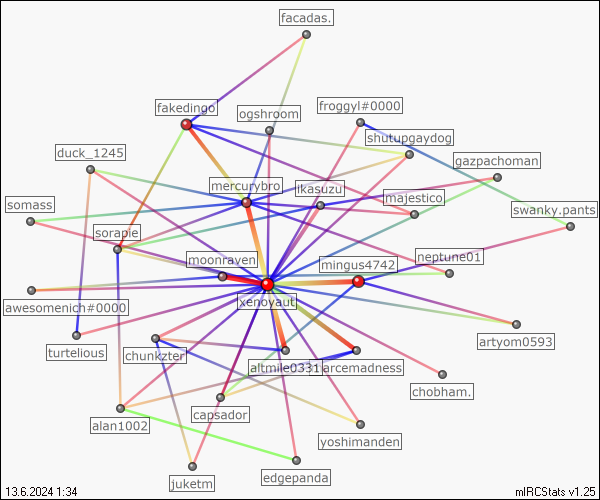 facadas.
fakedingo
ogshroom
froggyl#0000
shutupgaydog
duck_1245
gazpachoman
mercurybro
ikasuzu
majestico
somass
swanky.pants
sorapiel
moonraven
mingus4742
neptune01
xenoyaut
awesomenich#0000
turtelious
chunkzter
artyom0593
altmile0331
arcemadness
chobham.
capsador
alan1002
yoshimanden
juketm
edgepanda
13.6.2024 1:34
mIRCStats v1.25